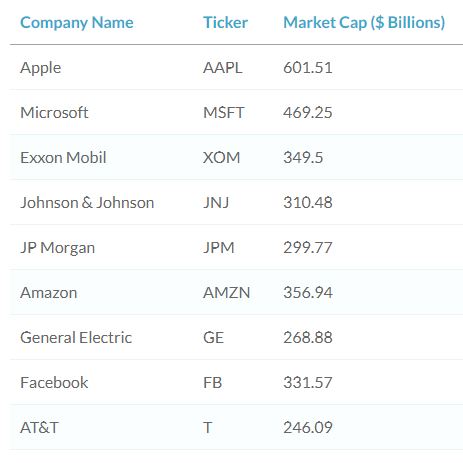 Company Name Ticker Market Cap ($ Billions)
Apple AAPL 601.51
Microsoft MSFT 469.25
Exxon Mobil XOM 349.5
Johnson & Johnson JNJ 310.48
JP Morgan JPM 299.77
Amazon AMZN 356.94
General Electric GE 268.88
Facebook FB 331.57
AT&T T 246.09